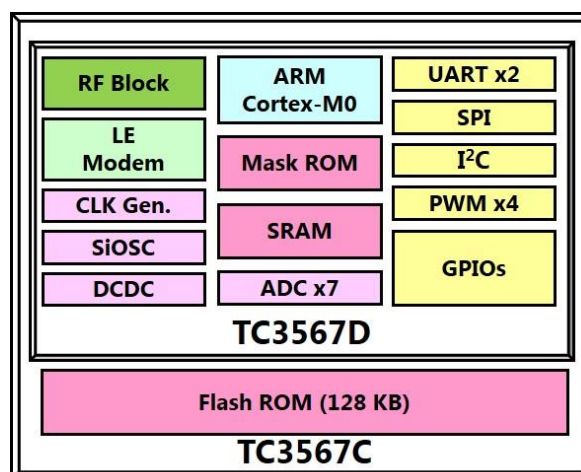 RF Block
LE
Modem
CLK Gen.
SiOSC
DCDC
ARM
Cortex-M0
Mask ROM
SRAM
ADC x7
UART x2
SPI
I²C
PWM x4
GPIOs
TC3567D
Flash ROM (128 KB)
TC3567C